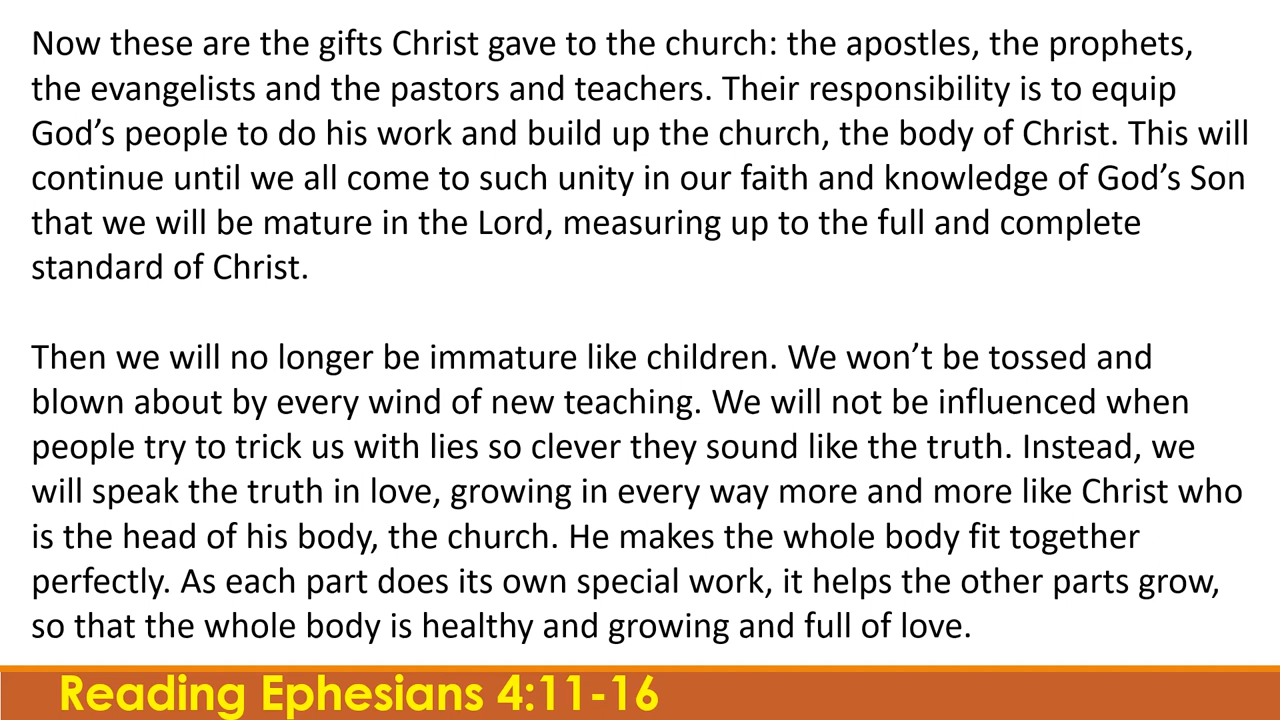 Now these are the gifts Christ gave to the church: the apostles, the prophets,
the evangelists and the pastors and teachers. Their responsibility is to equip
God’s people to do his work and build up the church, the body of Christ. This will
continue until we all come to such unity in our faith and knowledge of God’s Son
that we will be mature in the Lord, measuring up to the full and complete
standard of Christ.
Then we will no longer be immature like children. We won’t be tossed and
blown about by every wind of new teaching. We will not be influenced when
people try to trick us with lies so clever they sound like the truth. Instead, we
will speak the truth in love, growing in every way more and more like Christ who
is the head of his body, the church. He makes the whole body fit together
perfectly. As each part does its own special work, it helps the other parts grow,
so that the whole body is healthy and growing and full of love.
Reading Ephesians 4:11-16